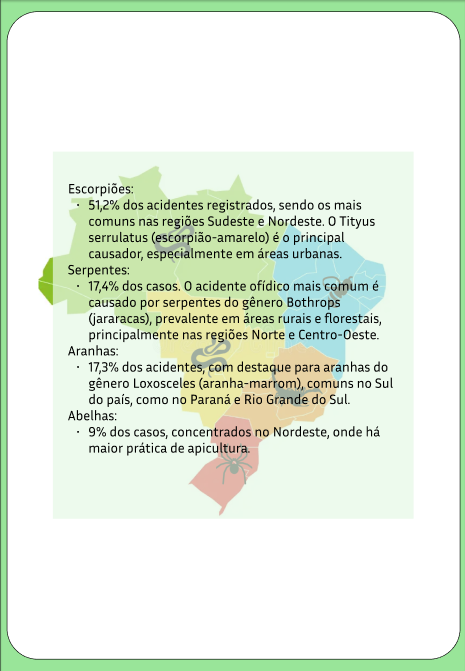 Escorpiões:
· 51,2% dos acidentes registrados, sendo os mais
comuns nas regiões Sudeste e Nordeste. O Tityus
serrulatus (escorpião-amarelo) é o principal
causador, especialmente em áreas urbanas.
Serpentes:
· 17,4% dos casos. O acidente ofídico mais comum é
causado por serpentes do gênero Bothrops
(jararacas), prevalente em áreas rurais e florestais,
principalmente nas regiões Norte e Centro-Oeste.
Aranhas:
· 17,3% dos acidentes, com destaque para aranhas do
gênero Loxosceles (aranha-marrom), comuns no Sul
do país, como no Paraná e Rio Grande do Sul.
Abelhas:
· 9% dos casos, concentrados no Nordeste, onde há
maior prática de apicultura.